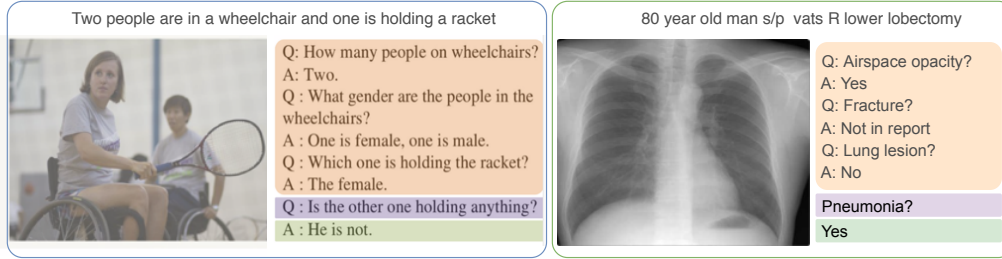 Two people are in a wheelchair and one is holding a racket
Q: How many people on wheelchairs?
A: Two.
Q : What gender are the people in the
wheelchairs?
A : One is female, one is male.
Q : Which one is holding the racket?
A : The female.
Q : Is the other one holding anything?
A : He is not.
80 year old man s/p vats R lower lobectomy
Q: Airspace opacity?
A: Yes
Q: Fracture?
A: Not in report
Q: Lung lesion?
A: No
Pneumonia?
Yes